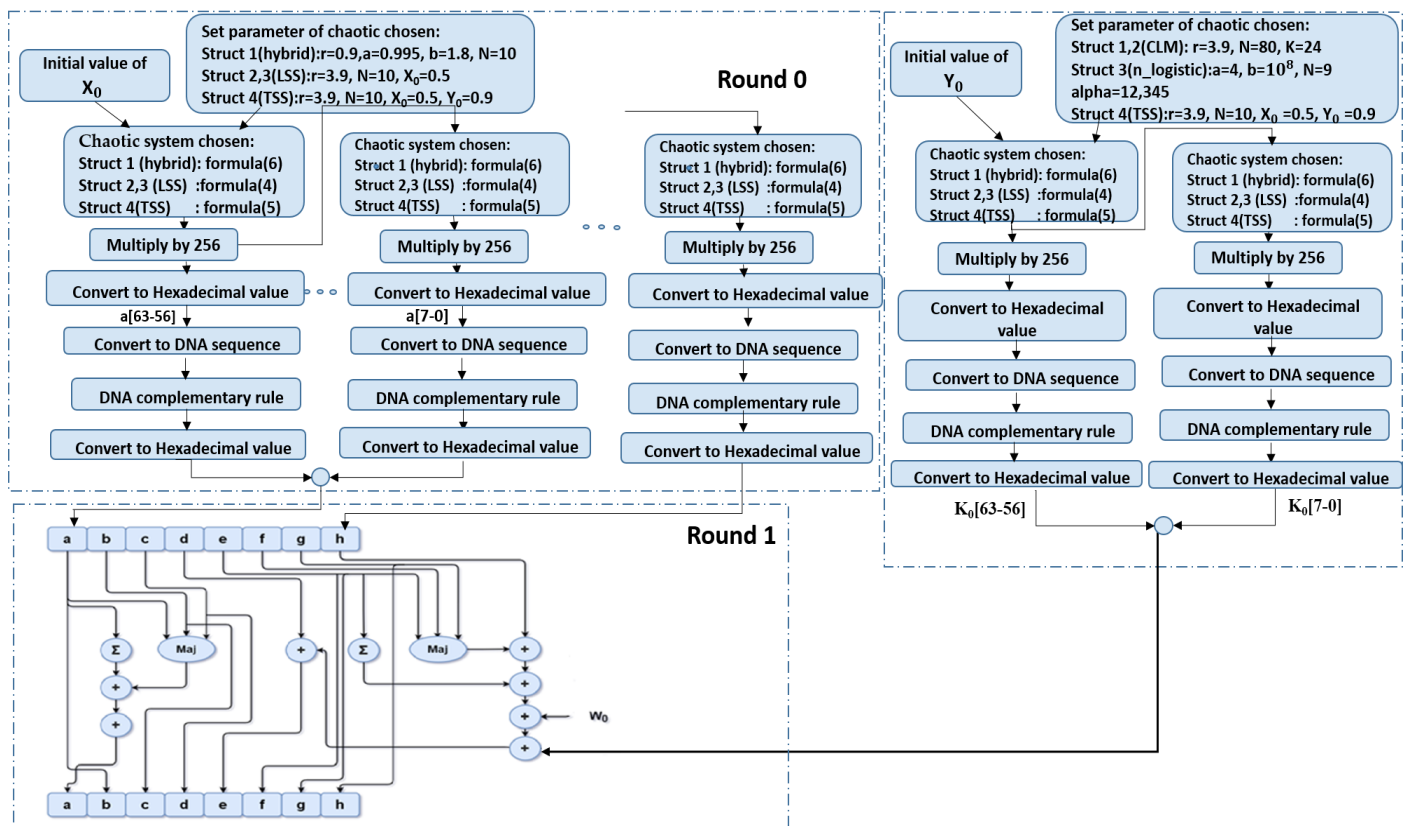 Set parameter of chaotic chosen:
Struct 1(hybrid):r=0.9,a=0.995, b=1.8, N=10
Struct 2,3(LSS):r=3.9, N=10, X₀=0.5
Struct 4(TSS):r=3.9, N=10, X₀=0.5, Y₀=0.9
Initial value of
X₀
Round 0
Chaotic system chosen:
Struct 1 (hybrid): formula(6)
Struct 2,3 (LSS) :formula(4)
Struct 4(TSS) : formula(5)
Multiply by 256
Convert to Hexadecimal value
a[63-56]
Convert to DNA sequence
DNA complementary rule
Convert to Hexadecimal value
Chaotic system chosen:
Struct 1 (hybrid): formula(6)
Struct 2,3 (LSS) :formula(4)
Struct 4(TSS) : formula(5)
Multiply by 256
Convert to Hexadecimal value
a[7-0]
Convert to DNA sequence
DNA complementary rule
Convert to Hexadecimal value
Chaotic system chosen:
Struct 1 (hybrid): formula(6)
Struct 2,3 (LSS) :formula(4)
Struct 4(TSS) : formula(5)
Multiply by 256
Convert to Hexadecimal value
Convert to DNA sequence
DNA complementary rule
Convert to Hexadecimal value
Set parameter of chaotic chosen:
Struct 1,2(CLM): r=3.9, N=80, K=24
Struct 3(n_logistic):a=4, b=10⁸, N=9
alpha=12,345
Struct 4(TSS):r=3.9, N=10, X₀ =0.5, Y₀ =0.9
Initial value of
Y₀
Chaotic system chosen:
Struct 1 (hybrid): formula(6)
Struct 2,3 (LSS) :formula(4)
Struct 4(TSS) : formula(5)
Multiply by 256
Convert to Hexadecimal
value
Convert to DNA sequence
DNA complementary rule
Convert to Hexadecimal value
K₀[63-56]
Chaotic system chosen:
Struct 1 (hybrid): formula(6)
Struct 2,3 (LSS) :formula(4)
Struct 4(TSS) : formula(5)
Multiply by 256
Convert to Hexadecimal
value
Convert to DNA sequence
DNA complementary rule
Convert to Hexadecimal value
K₀[7-0]
Round 1
a b c d e f g h
Σ Maj + Σ Maj +
+ +
+ + W₀
+
a b c d e f g h